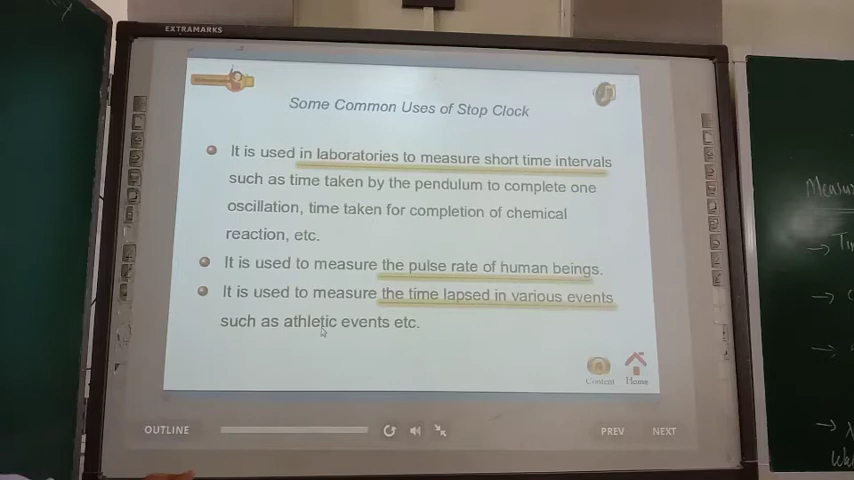 EXTRAMARKS
Some Common Uses of Stop Clock
It is used in laboratories to measure short time intervals
such as time taken by the pendulum to complete one
oscillation, time taken for completion of chemical
reaction, etc.
It is used to measure the pulse rate of human beings.
It is used to measure the time lapsed in various events
such as athletic events etc.
Content Home
OUTLINE PREV NEXT